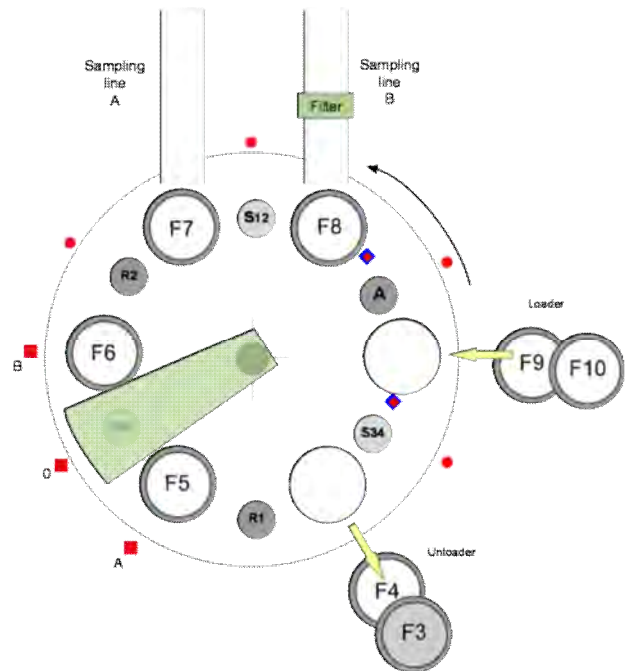 Sampling
line
A
Sampling
line
B
Filter
F7
S12
F8
R2
A
Loader
F6
B
F9
F10
S34
0
F5
R1
A
Unloader
F4
F3